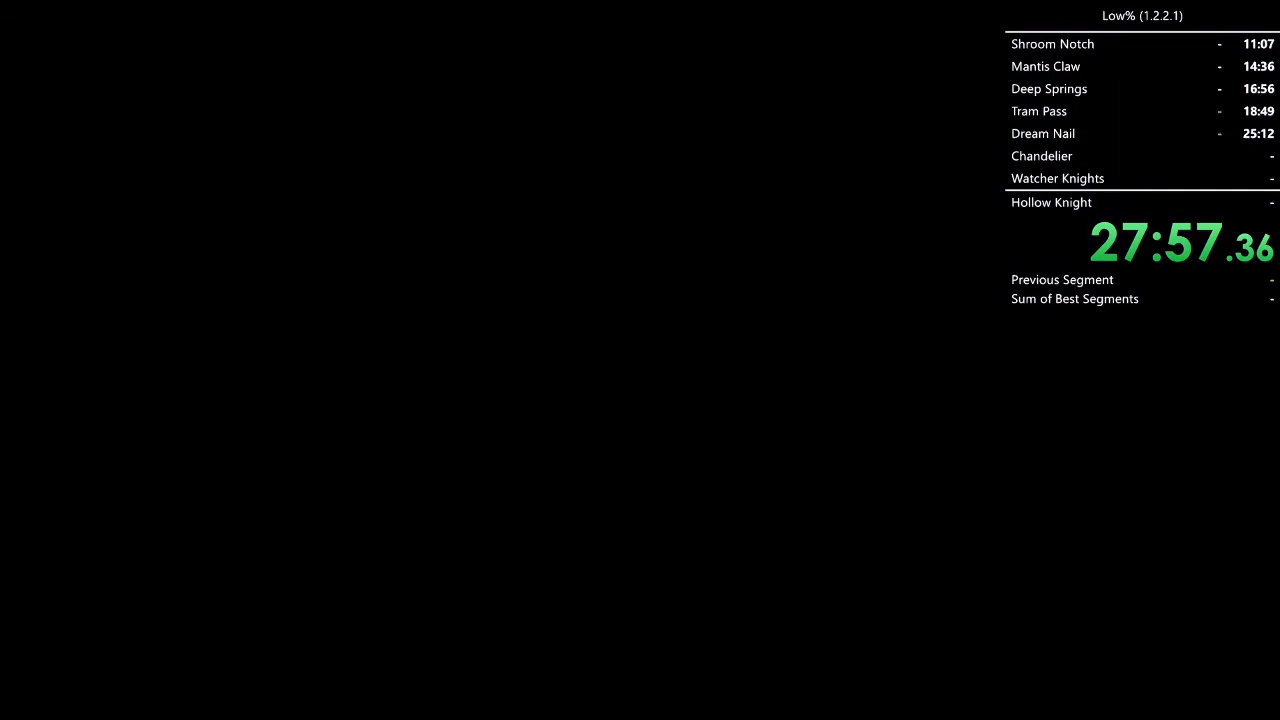 Low% (1.2.2.1)
Shroom Notch - 11:07
Mantis Claw - 14:36
Deep Springs - 16:56
Tram Pass - 18:49
Dream Nail - 25:12
Chandelier -
Watcher Knights -
Hollow Knight -
27:57.36
Previous Segment -
Sum of Best Segments -